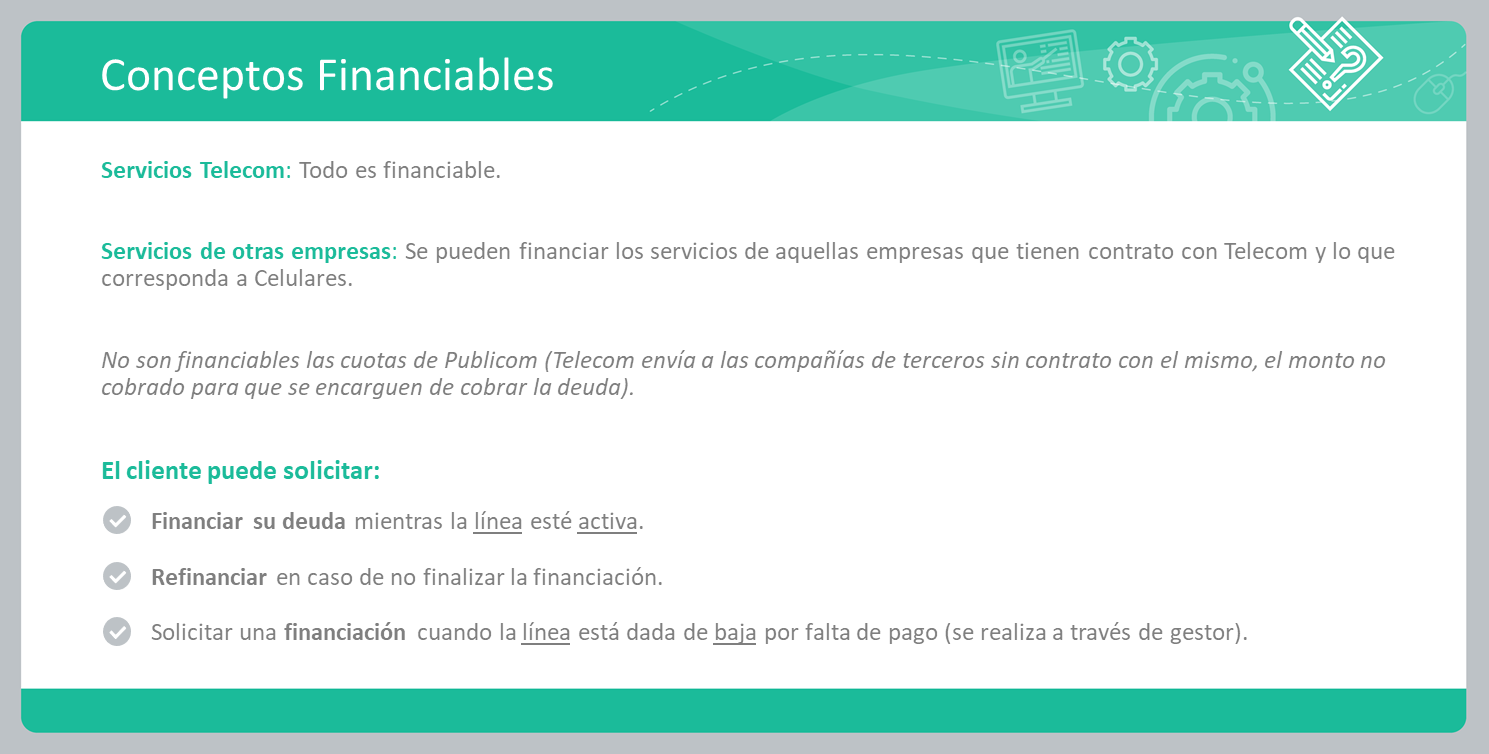 Conceptos Financiables
Servicios Telecom: Todo es financiable.
Servicios de otras empresas: Se pueden financiar los servicios de aquellas empresas que tienen contrato con Telecom y lo que
corresponda a Celulares.
No son financiables las cuotas de Publicom (Telecom envía a las compañías de terceros sin contrato con el mismo, el monto no
cobrado para que se encarguen de cobrar la deuda).
El cliente puede solicitar:
Financiar su deuda mientras la línea esté activa.
Refinanciar en caso de no finalizar la financiación.
Solicitar una financiación cuando la línea está dada de baja por falta de pago (se realiza a través de gestor).